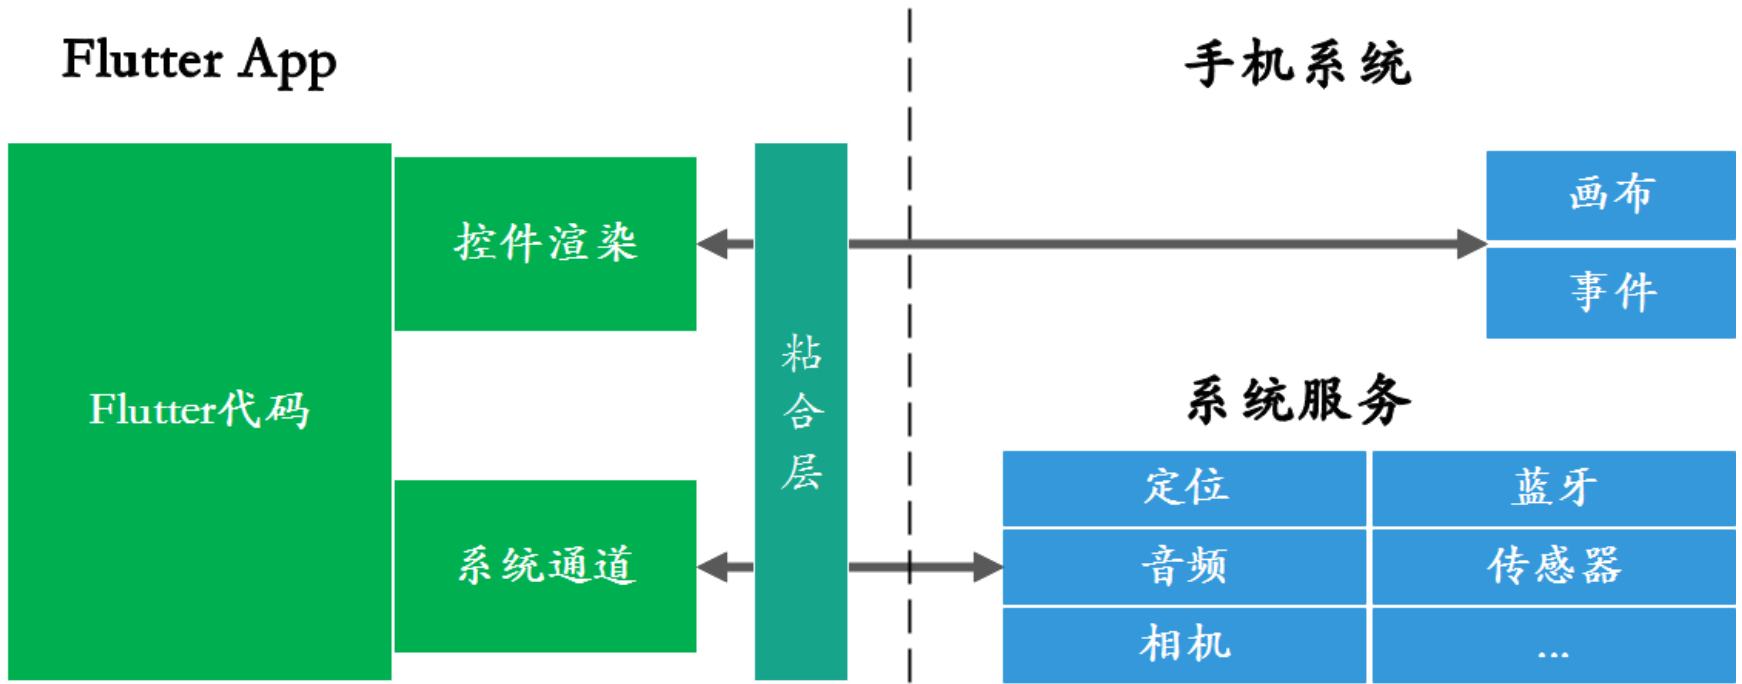 Flutter App
手机系统
Flutter代码
控件渲染
系统通道
粘合层
画布
事件
系统服务
定位
蓝牙
音频
传感器
相机
...